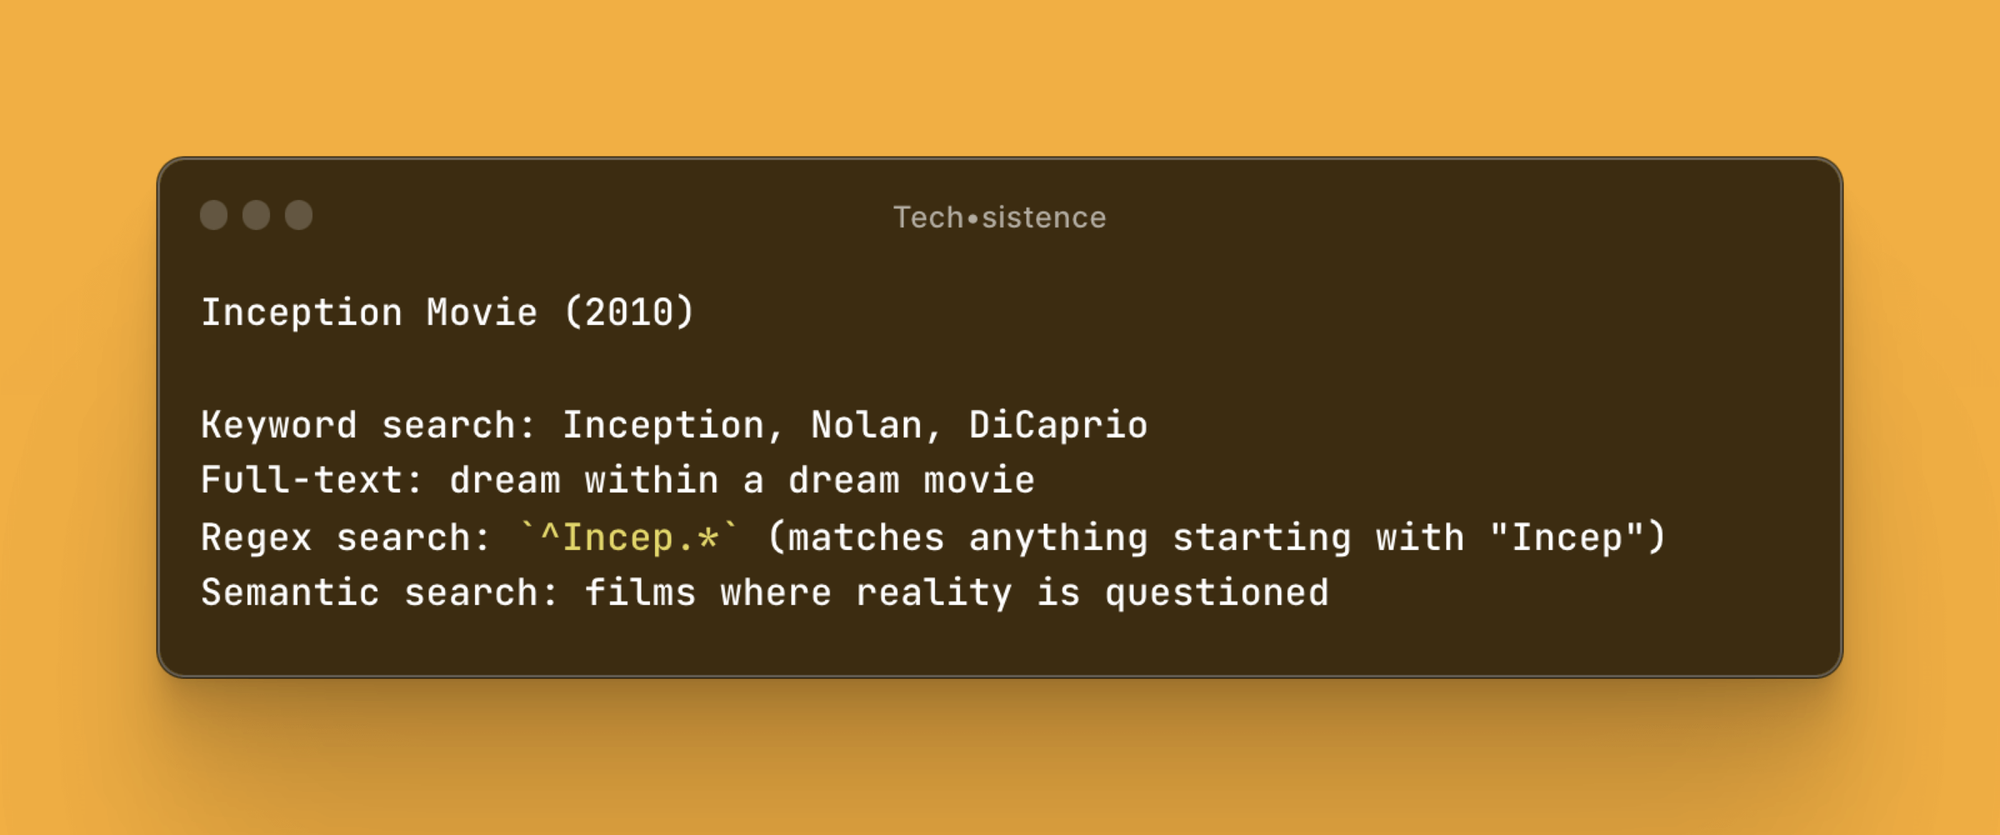 Tech•sistence
Inception Movie (2010)
Keyword search: Inception, Nolan, DiCaprio
Full-text: dream within a dream movie
Regex search: `^Incep.*` (matches anything starting with "Incep")
Semantic search: films where reality is questioned